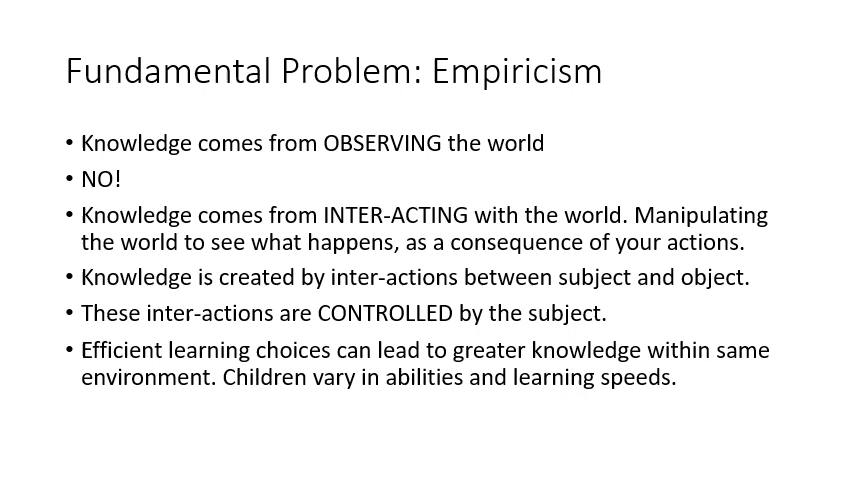 Fundamental Problem: Empiricism
• Knowledge comes from OBSERVING the world
• NO!
• Knowledge comes from INTER-ACTING with the world. Manipulating
the world to see what happens, as a consequence of your actions.
• Knowledge is created by inter-actions between subject and object.
• These inter-actions are CONTROLLED by the subject.
• Efficient learning choices can lead to greater knowledge within same
environment. Children vary in abilities and learning speeds.